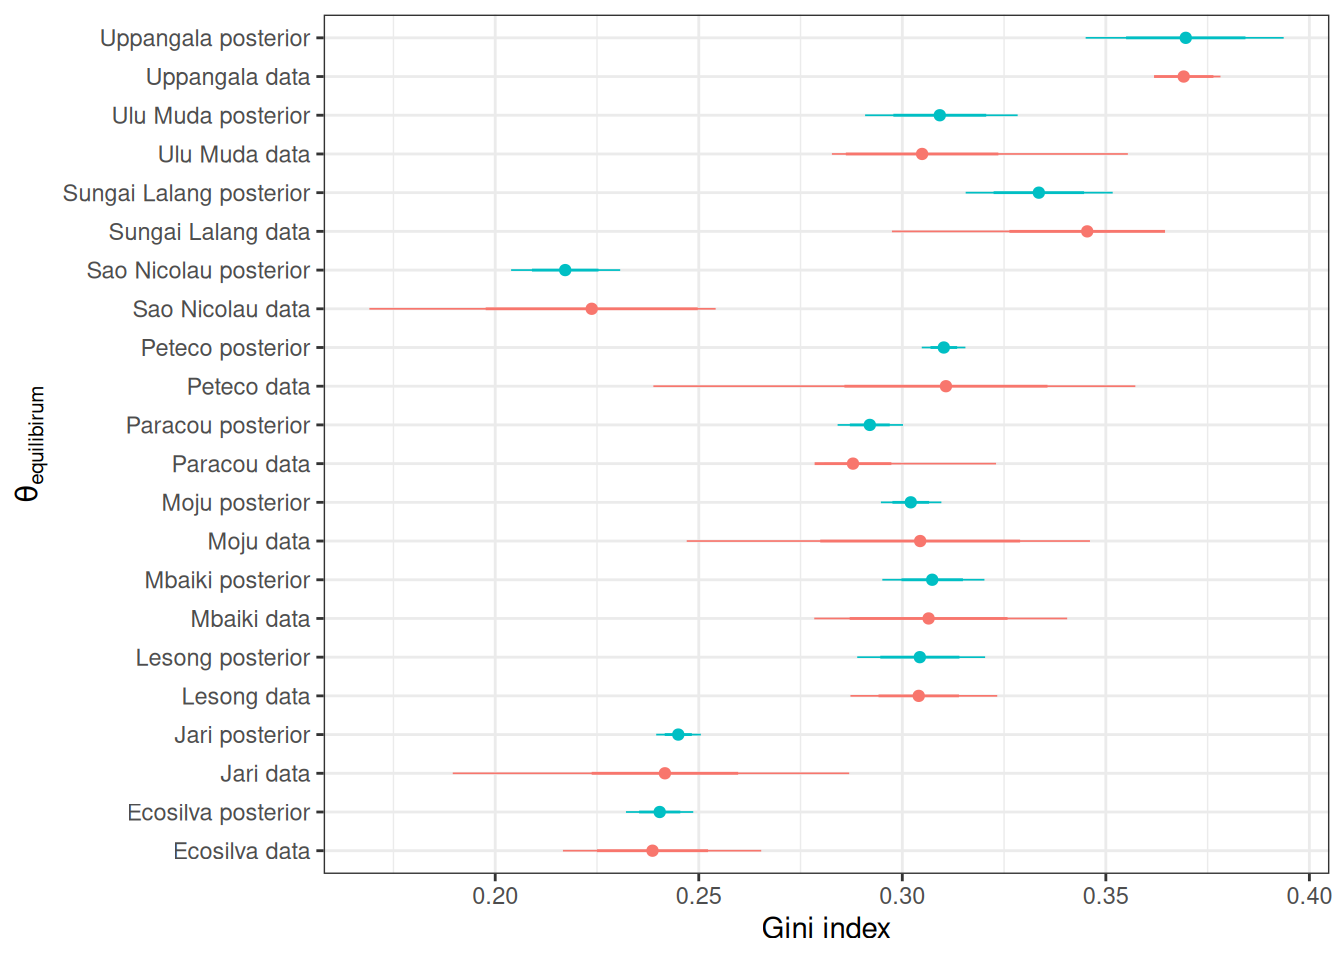 Uppangala posterior
Uppangala data
Ulu Muda posterior
Ulu Muda data
Sungai Lalang posterior
Sungai Lalang data
Sao Nicolau posterior
Sao Nicolau data
Peteco posterior
Peteco data
Paracou posterior
Paracou data
Moju posterior
Moju data
Mbaiki posterior
Mbaiki data
Lesong posterior
Lesong data
Jari posterior
Jari data
Ecosilva posterior
Ecosilva data
θequilibirum
0.20 0.25 0.30 0.35 0.40
Gini index